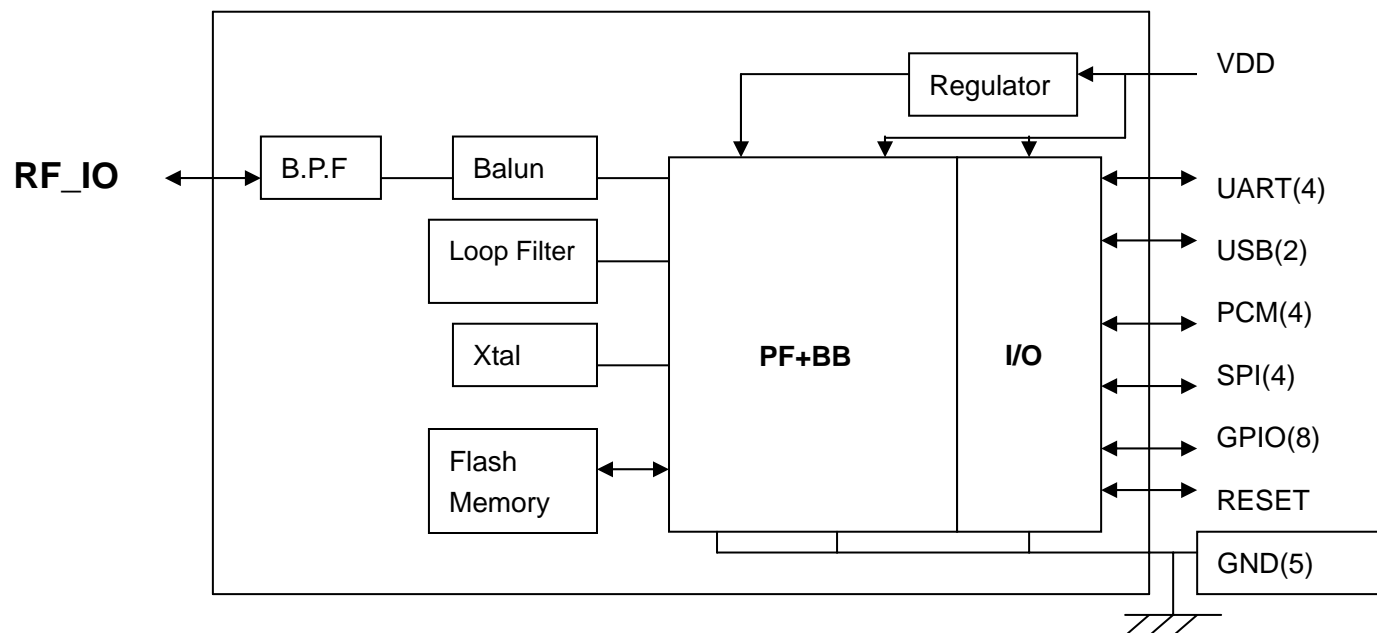 VDD
Regulator
RF_IO
B.P.F
Balun
UART(4)
Loop Filter
USB(2)
PCM(4)
Xtal
PF+BB
I/O
SPI(4)
GPIO(8)
Flash
Memory
RESET
GND(5)